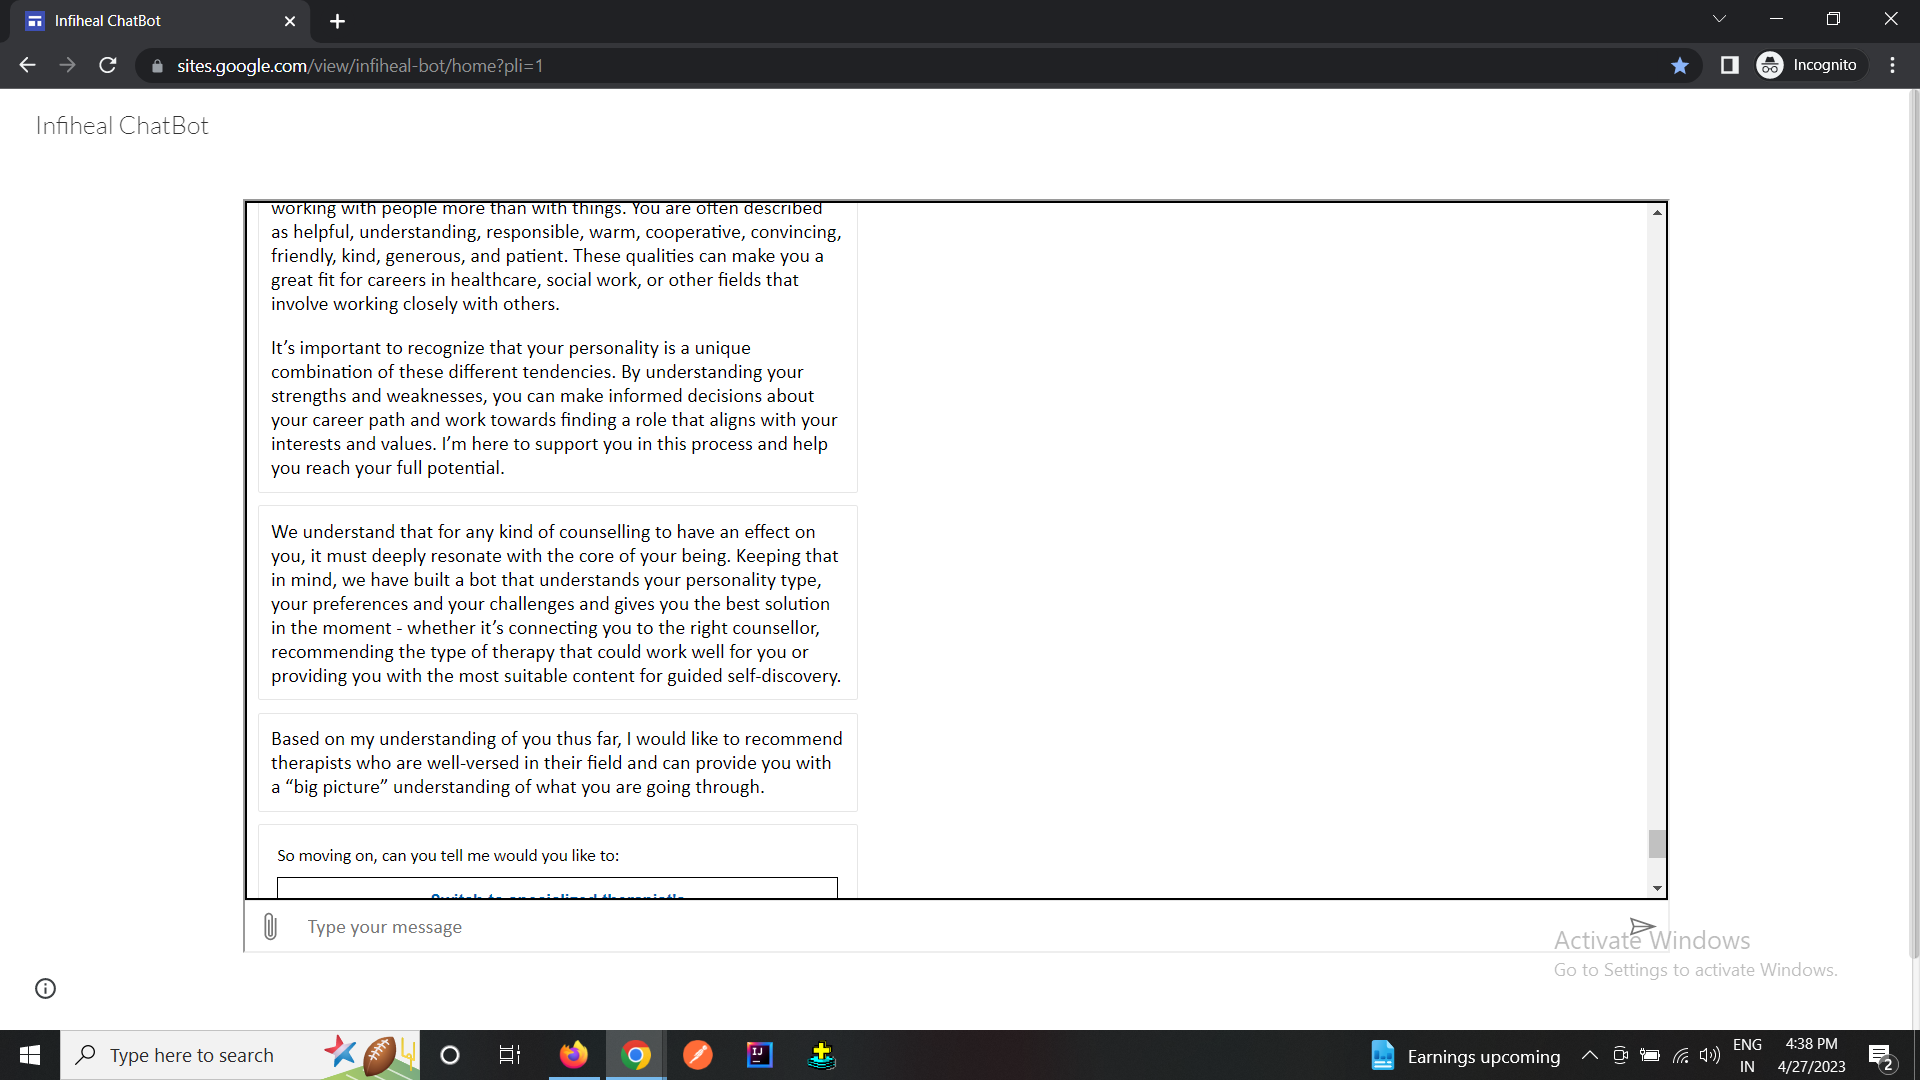 Infiheal ChatBot
sites.google.com/view/infiheal-bot/home?pli=1
Incognito
Infiheal ChatBot
working with people more than with things. You are often described
as helpful, understanding, responsible, warm, cooperative, convincing,
friendly, kind, generous, and patient. These qualities can make you a
great fit for careers in healthcare, social work, or other fields that
involve working closely with others.
It’s important to recognize that your personality is a unique
combination of these different tendencies. By understanding your
strengths and weaknesses, you can make informed decisions about
your career path and work towards finding a role that aligns with your
interests and values. I’m here to support you in this process and help
you reach your full potential.
We understand that for any kind of counselling to have an effect on
you, it must deeply resonate with the core of your being. Keeping that
in mind, we have built a bot that understands your personality type,
your preferences and your challenges and gives you the best solution
in the moment - whether it’s connecting you to the right counsellor,
recommending the type of therapy that could work well for you or
providing you with the most suitable content for guided self-discovery.
Based on my understanding of you thus far, I would like to recommend
therapists who are well-versed in their field and can provide you with
a “big picture” understanding of what you are going through.
So moving on, can you tell me would you like to:
Switch to specialized therapist's
Type your message
Activate Windows
Go to Settings to activate Windows.
Type here to search
IJ
Earnings upcoming
ENG
IN
4:38 PM
4/27/2023
2